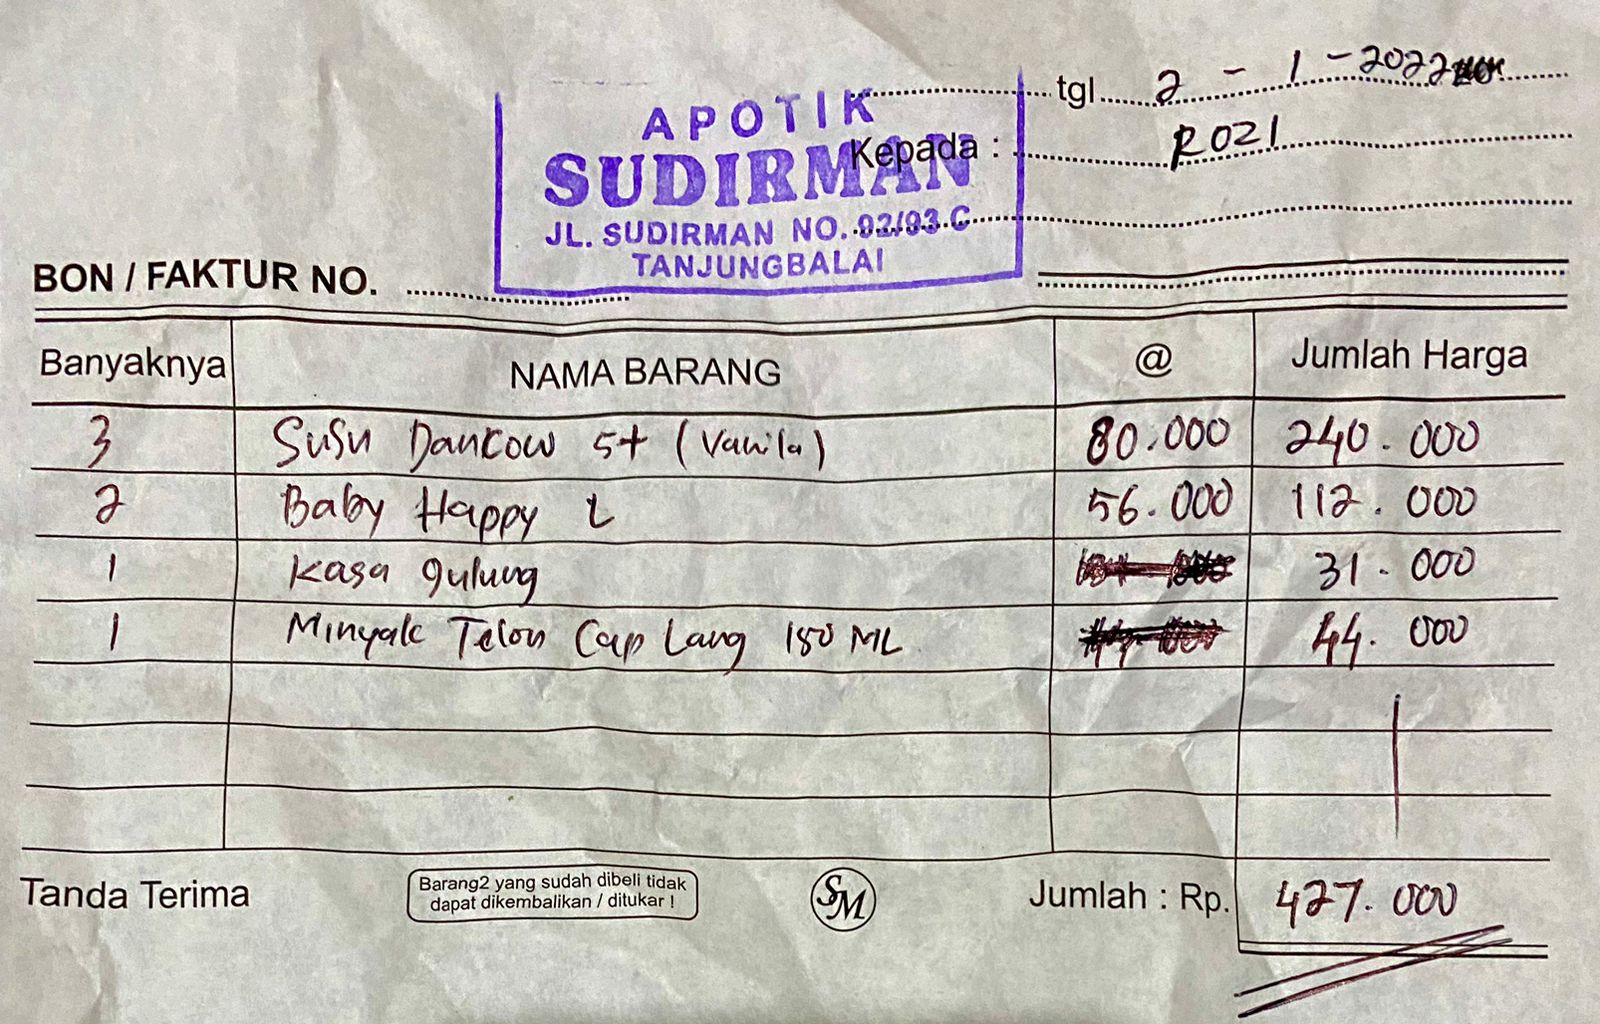 APOTIK
SUDIRMAN
JL. SUDIRMAN NO. 92/93 C
TANJUNGBALAI
tgl 2 - 1 - 2022
Kepada : ROZI
BON / FAKTUR NO.
Banyaknya NAMA BARANG @ Jumlah Harga
3 Susu Dancow 5+ (Vanila) 80.000 240.000
2 Baby Happy L 56.000 112.000
1 Kasa gulung 31.000
1 Minyak Telon Cap Lang 150 ML 44.000
Tanda Terima
Barang2 yang sudah dibeli tidak
dapat dikembalikan / ditukar !
SM
Jumlah : Rp. 427.000